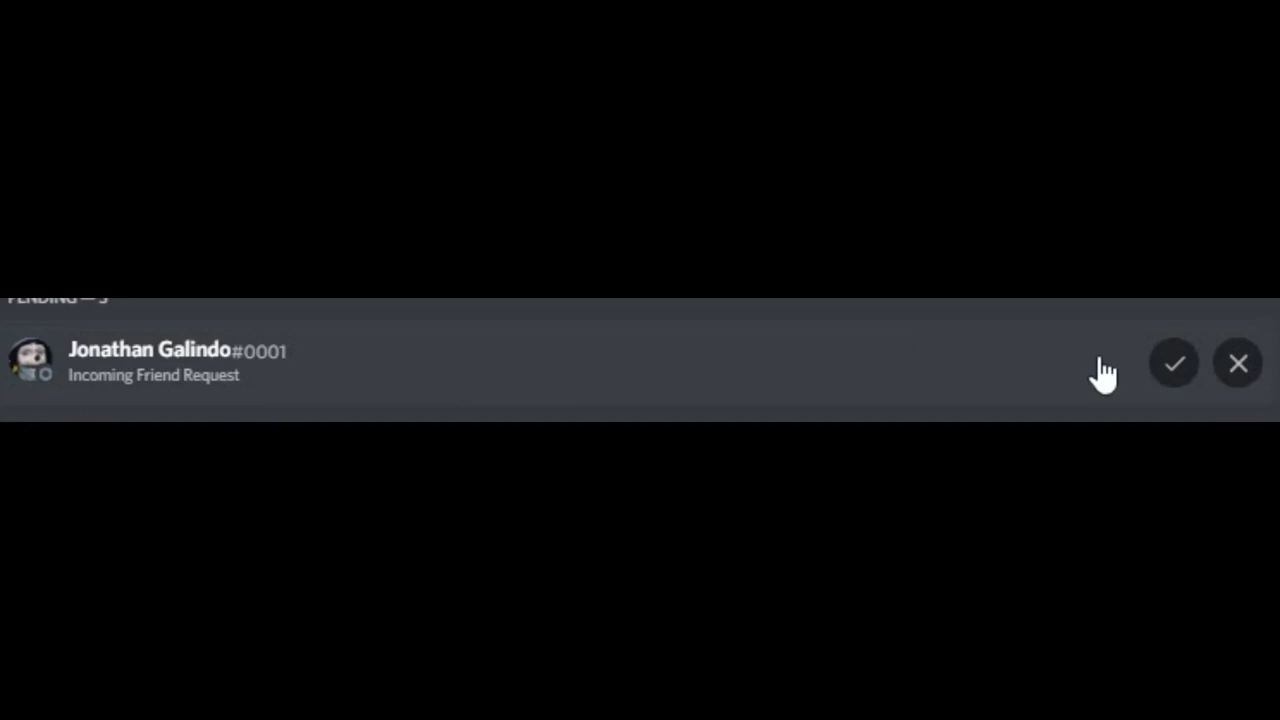 PENDING — 3
Jonathan Galindo#0001
Incoming Friend Request